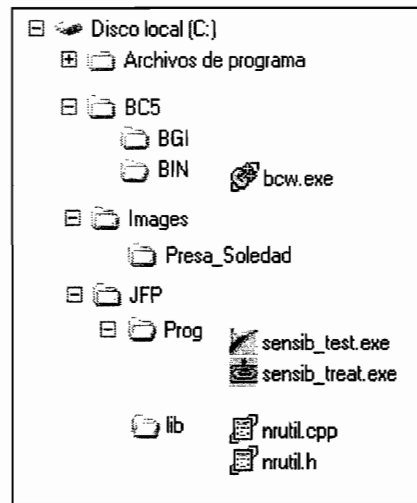 Disco local (C:)
Archivos de programa
BC5
BGI
BIN bcw.exe
Images
Presa_Soledad
JFP
Prog sensib_test.exe
sensib_treat.exe
lib nrutil.cpp
nrutil.h